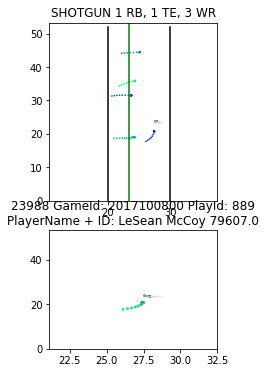 SHOTGUN 1 RB, 1 TE, 3 WR
50
40
30
20
10
0
20
30
23988 GameId: 2017100800 PlayId: 889
PlayerName + ID: LeSean McCoy 79607.0
40
20
0
22.5 25.0 27.5 30.0 32.5